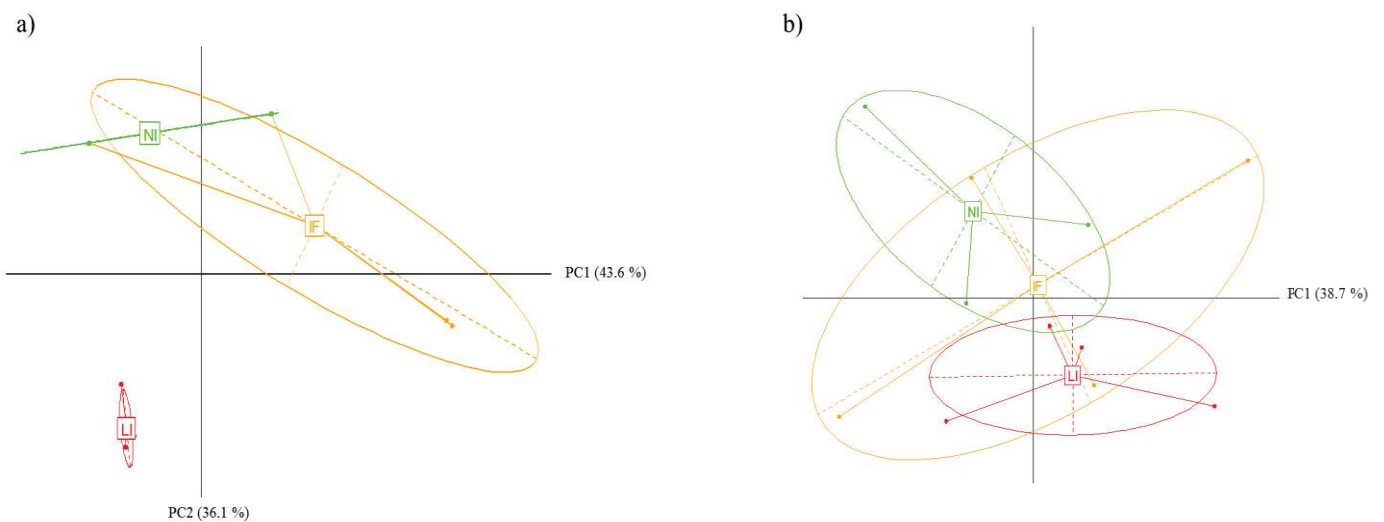 a)
b)
NI
IF
PC1 (43.6 %)
LI
PC2 (36.1 %)
NI
IF
PC1 (38.7 %)
LI